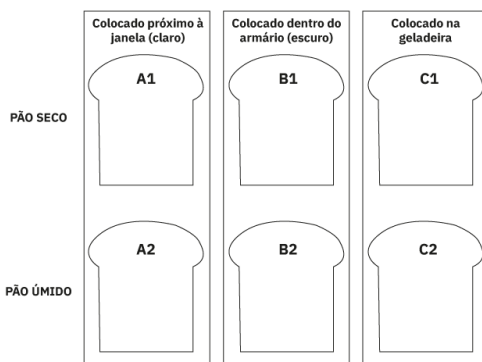 Colocado próximo à
janela (claro)
Colocado dentro do
armário (escuro)
Colocado na
geladeira
PÃO SECO
A1
B1
C1
PÃO ÚMIDO
A2
B2
C2